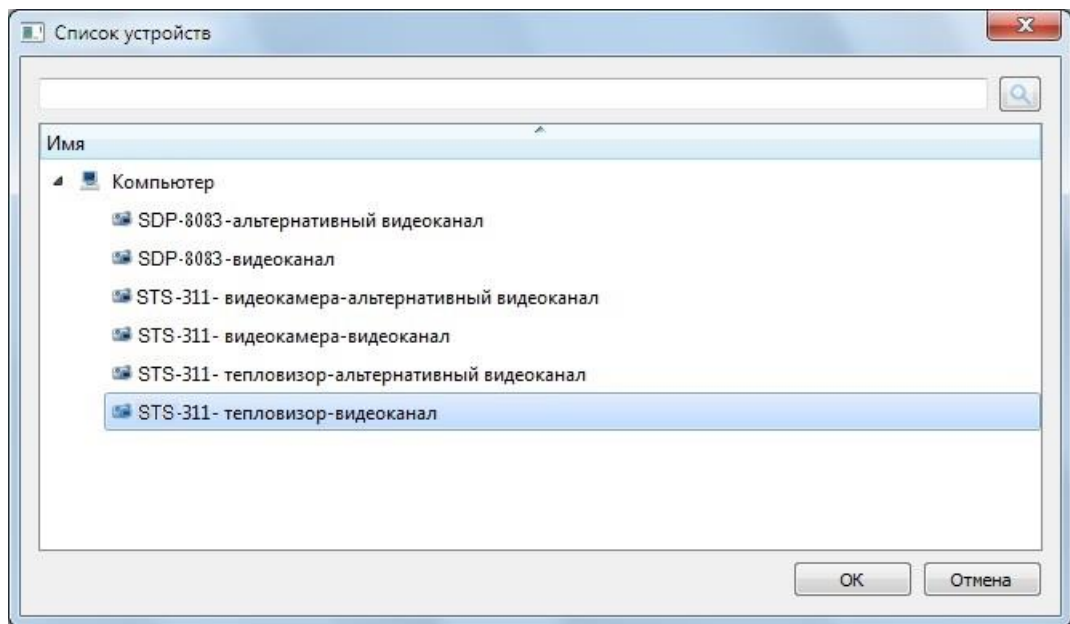 Список устройств
Имя
Компьютер
SDP-8083-альтернативный видеоканал
SDP-8083-видеоканал
STS-311- видеокамера-альтернативный видеоканал
STS-311- видеокамера-видеоканал
STS-311- тепловизор-альтернативный видеоканал
STS-311- тепловизор-видеоканал
OK Отмена